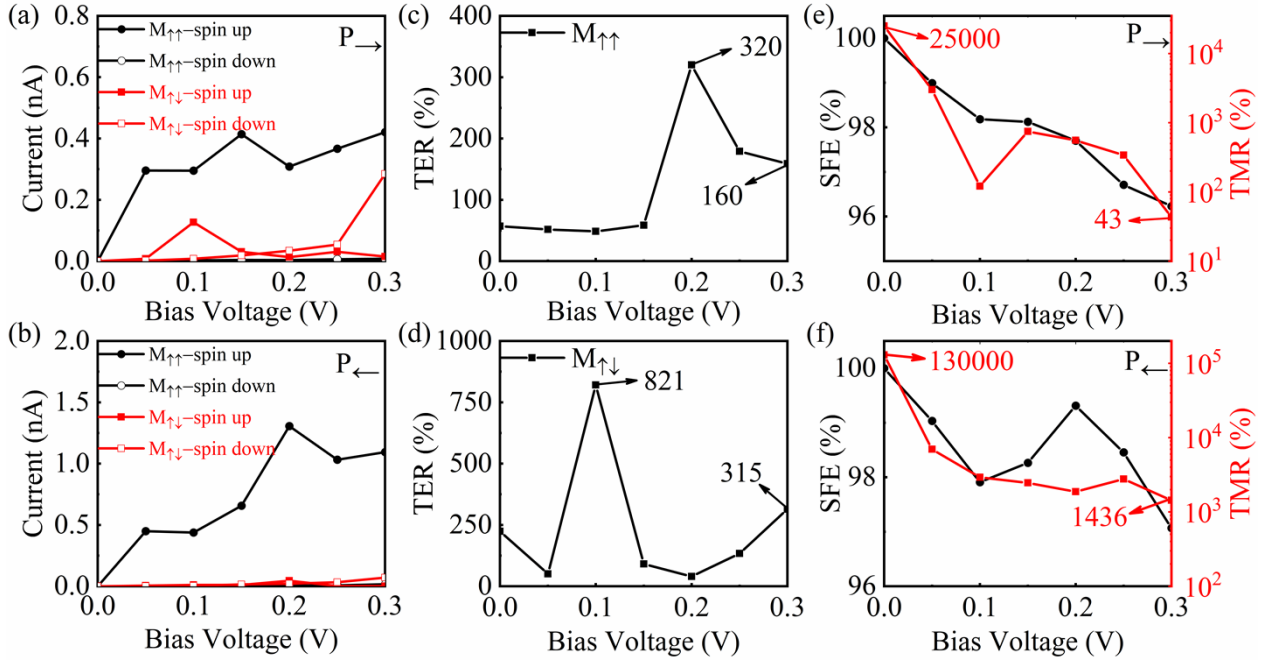 (a)
0.8
0.6
0.4
0.2
0.0
Current (nA)
M↑↑−spin up
M↑↑−spin down
M↑↓−spin up
M↑↓−spin down
P→
0.0 0.1 0.2 0.3
Bias Voltage (V)
(c)
400
300
200
100
0
TER (%)
M↑↑
320
160
0.0 0.1 0.2 0.3
Bias Voltage (V)
(e)
100
98
96
SFE (%)
25000
P→
43
10⁴
10³
10²
10¹
TMR (%)
0.0 0.1 0.2 0.3
Bias Voltage (V)
(b)
2.0
1.5
1.0
0.5
0.0
Current (nA)
M↑↑−spin up
M↑↑−spin down
M↑↓−spin up
M↑↓−spin down
P←
0.0 0.1 0.2 0.3
Bias Voltage (V)
(d)
1000
750
500
250
0
TER (%)
M↑↓
821
315
0.0 0.1 0.2 0.3
Bias Voltage (V)
(f)
100
98
96
SFE (%)
130000
P←
1436
10⁵
10⁴
10³
10²
TMR (%)
0.0 0.1 0.2 0.3
Bias Voltage (V)